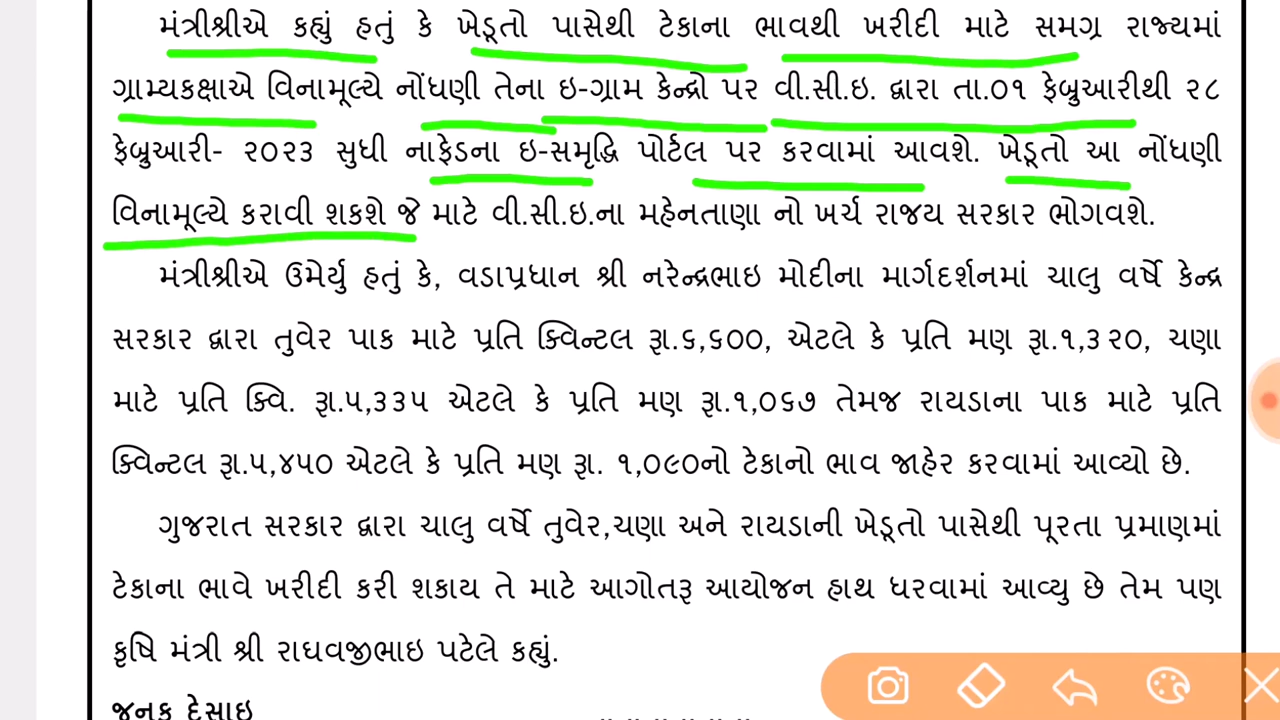 મંત્રીશ્રીએ કહ્યું હતું કે ખેડૂતો પાસેથી ટેકાના ભાવથી ખરીદી માટે સમગ્ર રાજ્યમાં
ગ્રામ્યકક્ષાએ વિનામૂલ્યે નોંધણી તેના ઇ-ગ્રામ કેન્દ્રો પર વી.સી.ઇ. દ્વારા તા.૦૧ ફેબ્રુઆરીથી ૨૮
ફેબ્રુઆરી- ૨૦૨૩ સુધી નાફેડના ઇ-સમૃદ્ધિ પોર્ટલ પર કરવામાં આવશે. ખેડૂતો આ નોંધણી
વિનામૂલ્યે કરાવી શકશે જે માટે વી.સી.ઇ.ના મહેનતાણા નો ખર્ચ રાજય સરકાર ભોગવશે.
મંત્રીશ્રીએ ઉમેર્યુ હતું કે, વડાપ્રધાન શ્રી નરેન્દ્રભાઇ મોદીના માર્ગદર્શનમાં ચાલુ વર્ષે કેન્દ્ર
સરકાર દ્વારા તુવેર પાક માટે પ્રતિ ક્વિન્ટલ રૂા.૬,૬૦૦, એટલે કે પ્રતિ મણ રૂા.૧,૩૨૦, ચણા
માટે પ્રતિ ક્વિ. રૂા.૫,૩૩૫ એટલે કે પ્રતિ મણ રૂા.૧,૦૬૭ તેમજ રાયડાના પાક માટે પ્રતિ
ક્વિન્ટલ રૂા.૫,૪૫૦ એટલે કે પ્રતિ મણ રૂા. ૧,૦૯૦નો ટેકાનો ભાવ જાહેર કરવામાં આવ્યો છે.
ગુજરાત સરકાર દ્વારા ચાલુ વર્ષે તુવેર,ચણા અને રાયડાની ખેડૂતો પાસેથી પૂરતા પ્રમાણમાં
ટેકાના ભાવે ખરીદી કરી શકાય તે માટે આગોતરૂ આયોજન હાથ ધરવામાં આવ્યુ છે તેમ પણ
કૃષિ મંત્રી શ્રી રાઘવજીભાઇ પટેલે કહ્યું.
જનક દેસાઇ